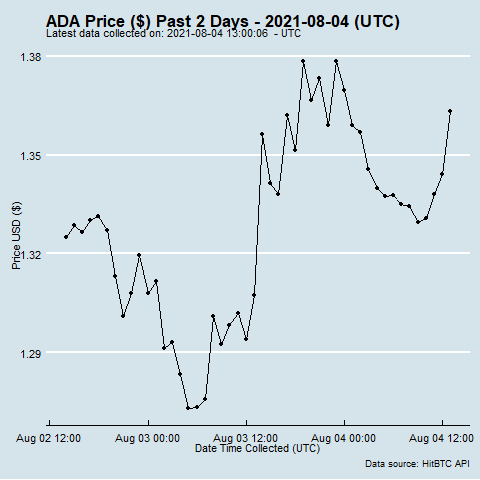 ADA Price ($) Past 2 Days - 2021-08-04 (UTC)
Latest data collected on: 2021-08-04 13:00:06 - UTC
1.38
1.35
1.32
1.29
Price USD ($)
Aug 02 12:00 Aug 03 00:00 Aug 03 12:00 Aug 04 00:00 Aug 04 12:00
Date Time Collected (UTC)
Data source: HitBTC API